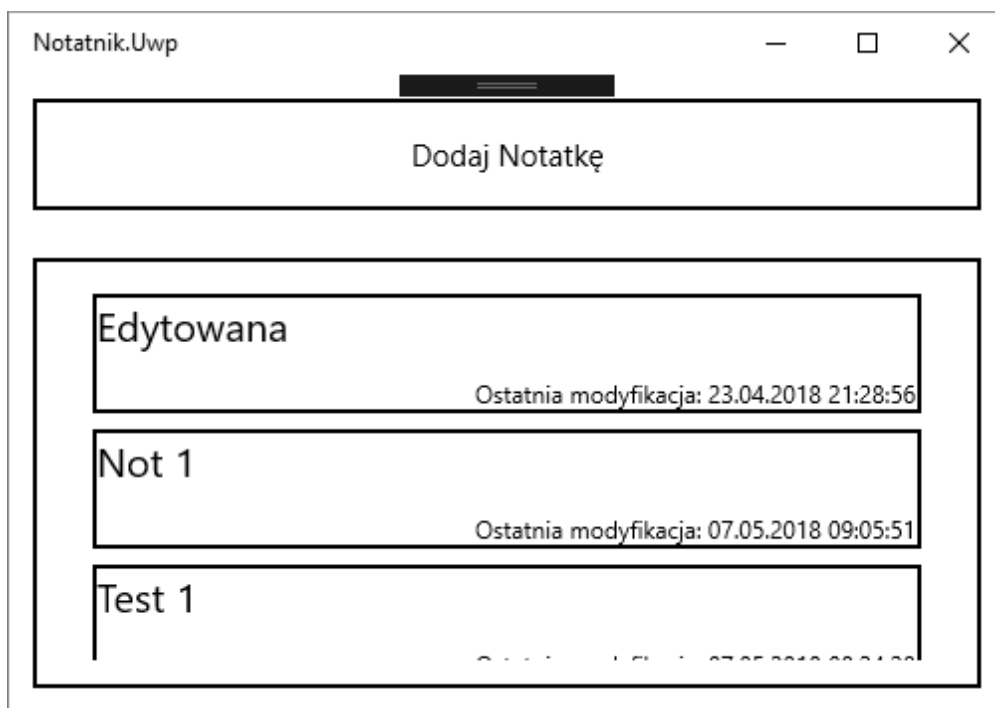 Notatnik.Uwp
Dodaj Notatkę
Edytowana
Ostatnia modyfikacja: 23.04.2018 21:28:56
Not 1
Ostatnia modyfikacja: 07.05.2018 09:05:51
Test 1